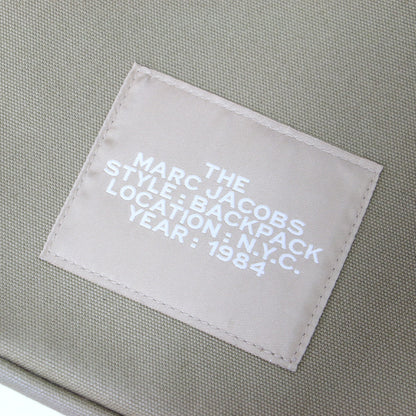 THE
MARC JACOBS
STYLE : BACKPACK
LOCATION : N.Y.C.
YEAR : 1984